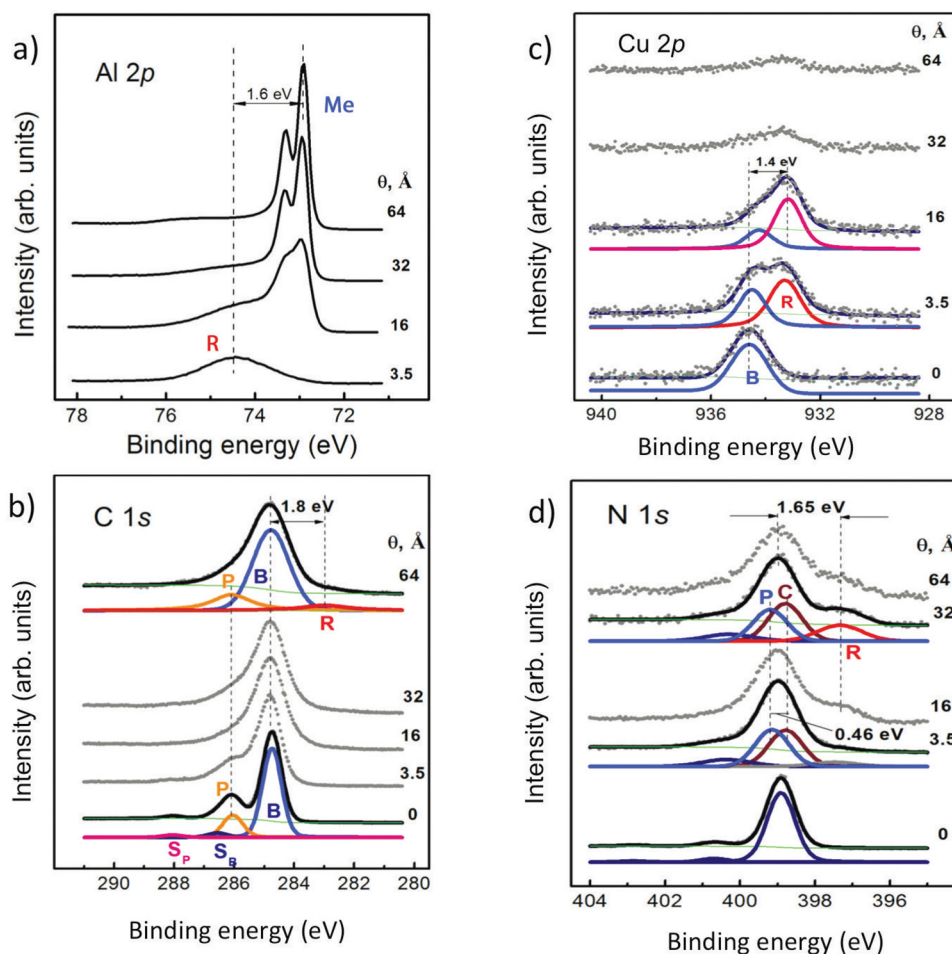 a)
Al 2p
1.6 eV
Me
θ, Å
64
32
16
3.5
R
Intensity (arb. units)
78 76 74 72
Binding energy (eV)
c)
Cu 2p
θ, Å
64
32
1.4 eV
16
3.5
R
0
B
Intensity (arb. units)
940 936 932 928
Binding energy (eV)
b)
C 1s
1.8 eV
θ, Å
P B
64
R
32
16
3.5
P
0
B
S_P S_B
Intensity (arb. units)
290 288 286 284 282 280
Binding energy (eV)
d)
N 1s
1.65 eV
θ, Å
64
P C
32
R
16
0.46 eV
3.5
0
Intensity (arb. units)
404 402 400 398 396
Binding energy (eV)